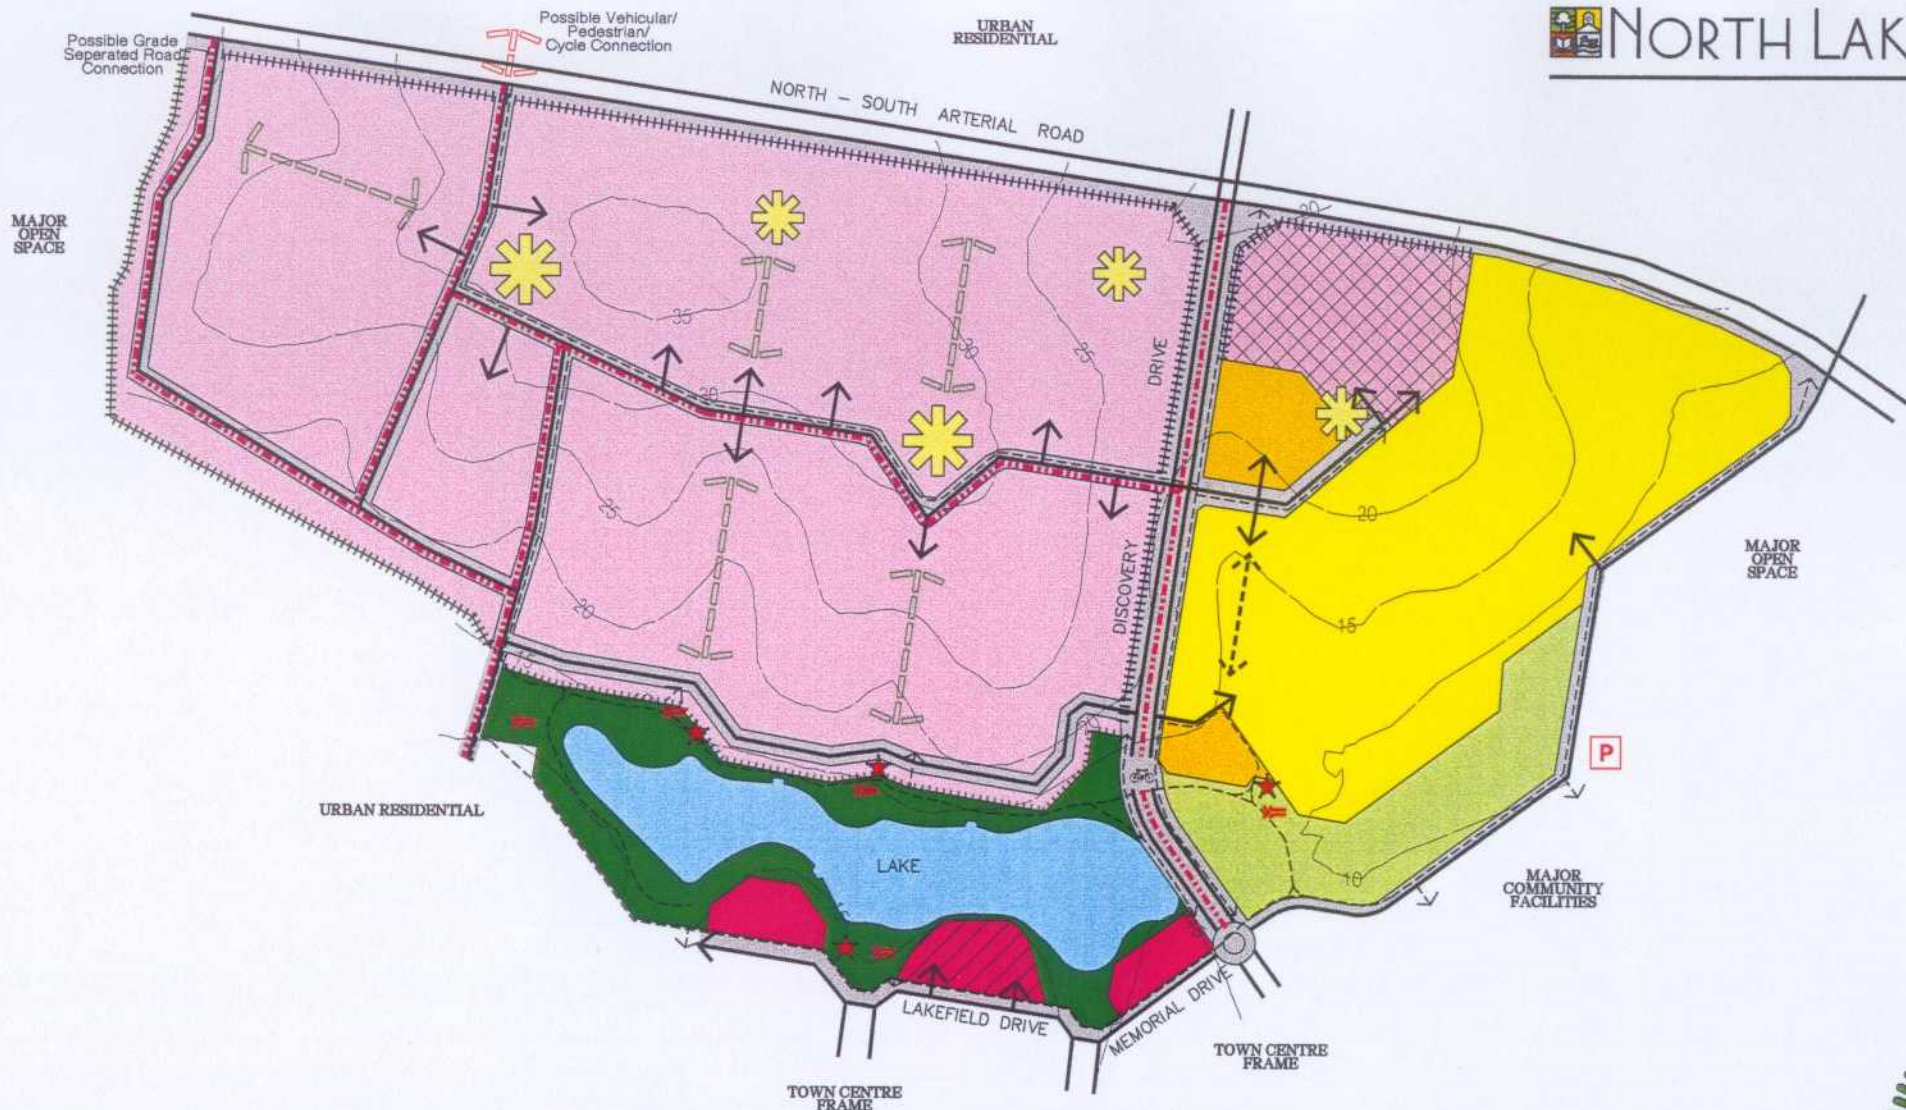 NORTH LAK
Possible Vehicular/
Pedestrian/
Cycle Connection
URBAN
RESIDENTIAL
Possible Grade
Seperated Road
Connection
NORTH - SOUTH ARTERIAL ROAD
MAJOR
OPEN
SPACE
30
35
30
25
DRIVE
20
25
20
DISCOVERY
20
15
MAJOR
OPEN
SPACE
15
20
P
URBAN RESIDENTIAL
LAKE
10
MAJOR
COMMUNITY
FACILITIES
LAKEFIELD DRIVE
MEMORIAL DRIVE
TOWN CENTRE
FRAME
TOWN CENTRE
FRAME